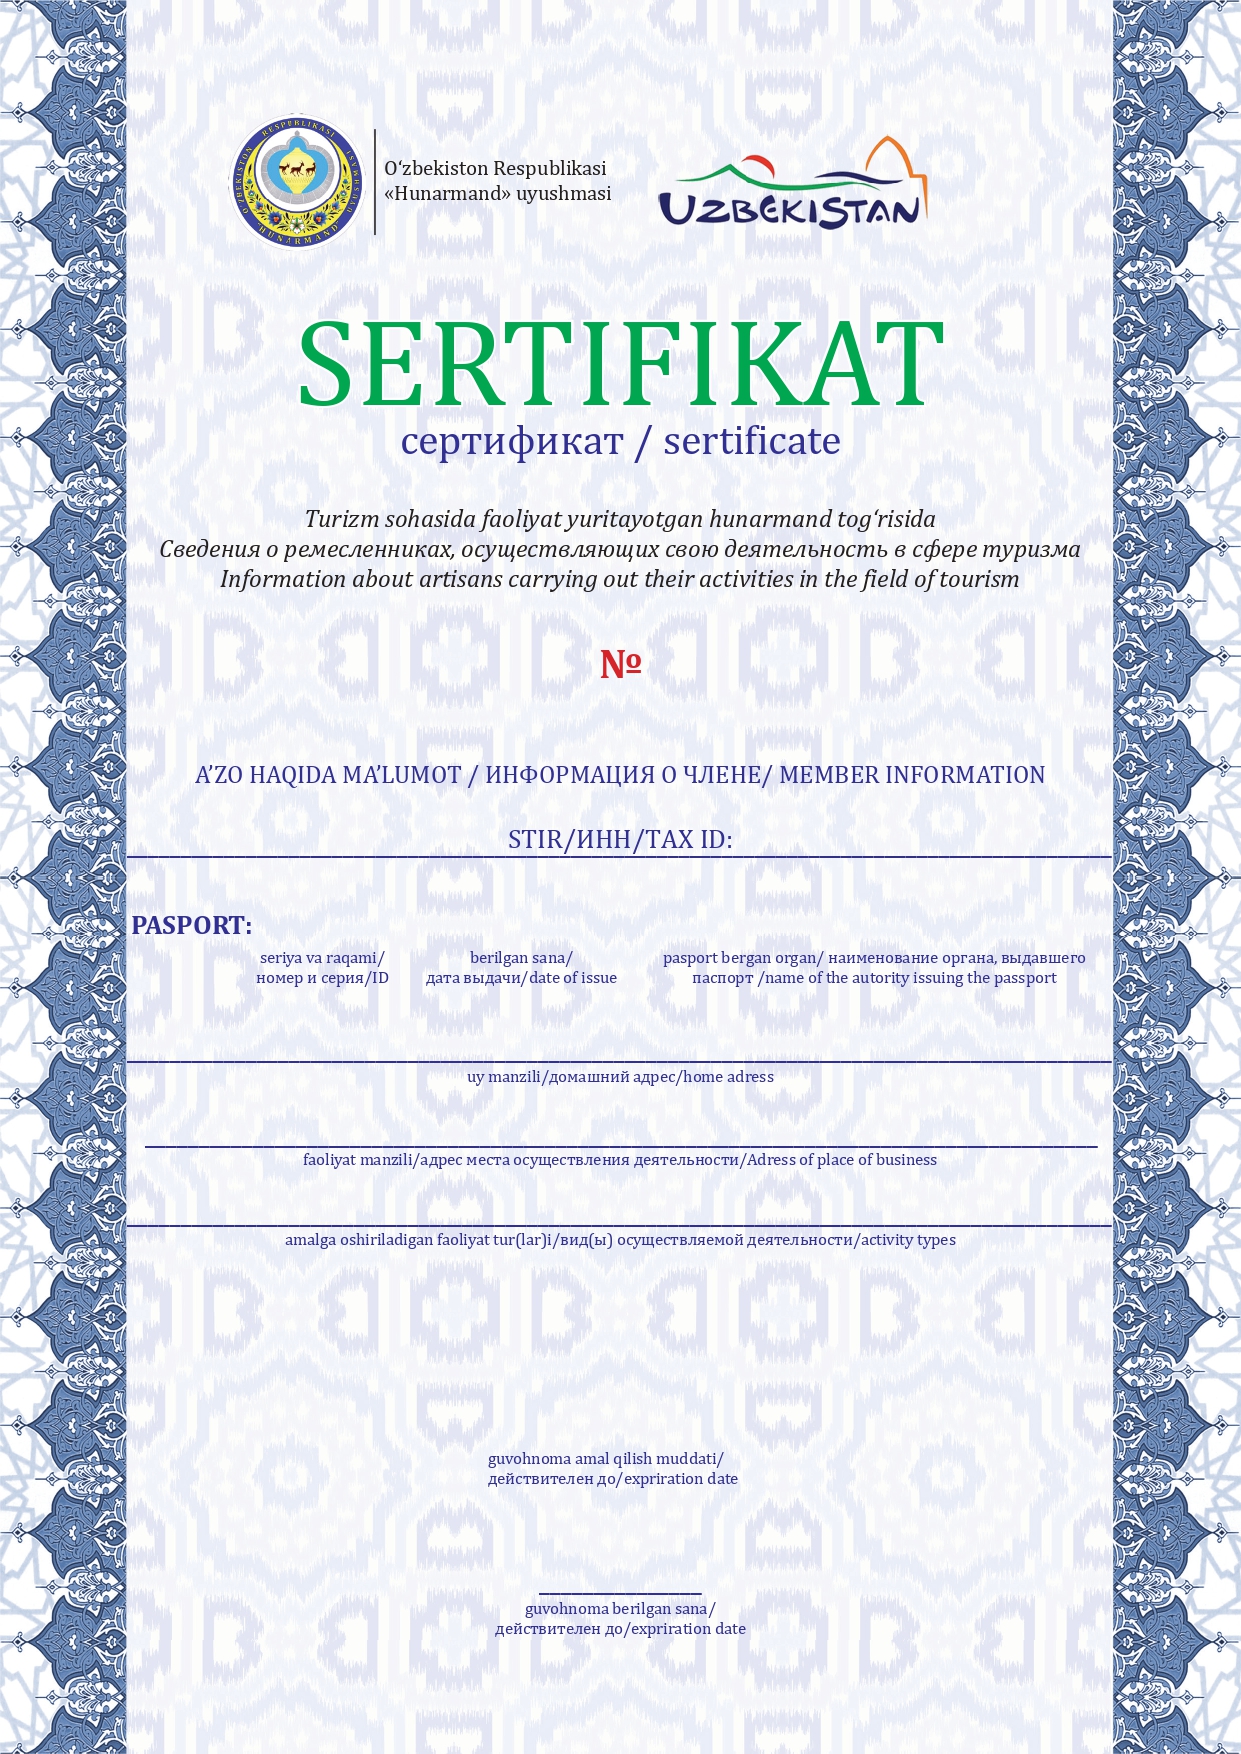 O‘ZBEKISTON RESPUBLIKASI
HUNARMAND UYUSHMASI
O‘zbekiston Respublikasi
«Hunarmand» uyushmasi
UZBEKISTAN
SERTIFIKAT
сертификат / sertificate
Turizm sohasida faoliyat yuritayotgan hunarmand tog‘risida
Сведения о ремесленниках, осуществляющих свою деятельность в сфере туризма
Information about artisans carrying out their activities in the field of tourism
№
A’ZO HAQIDA MA’LUMOT / ИНФОРМАЦИЯ О ЧЛЕНЕ/ MEMBER INFORMATION
STIR/ИНН/TAX ID:
PASPORT:
seriya va raqami/
номер и серия/ID
berilgan sana/
дата выдачи/date of issue
pasport bergan organ/ наименование органа, выдавшего
паспорт /name of the autority issuing the passport
uy manzili/домашний адрес/home adress
faoliyat manzili/адрес места осуществления деятельности/Adress of place of business
amalga oshiriladigan faoliyat tur(lar)i/вид(ы) осуществляемой деятельности/activity types
guvohnoma amal qilish muddati/
действителен до/expriration date
guvohnoma berilgan sana/
действителен до/expriration date